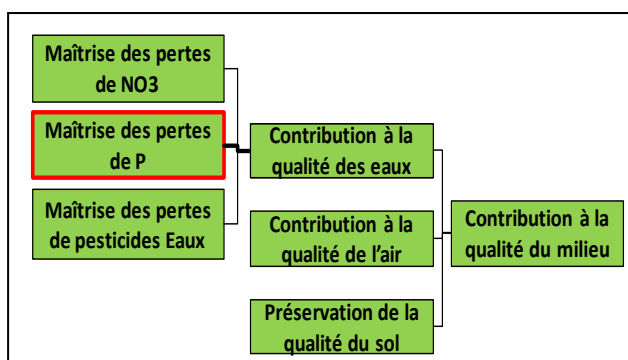 Maîtrise des pertes
de NO3
Maîtrise des pertes
de P
Maîtrise des pertes
de pesticides Eaux
Contribution à la
qualité des eaux
Contribution à la
qualité de l'air
Préservation de la
qualité du sol
Contribution à la
qualité du milieu